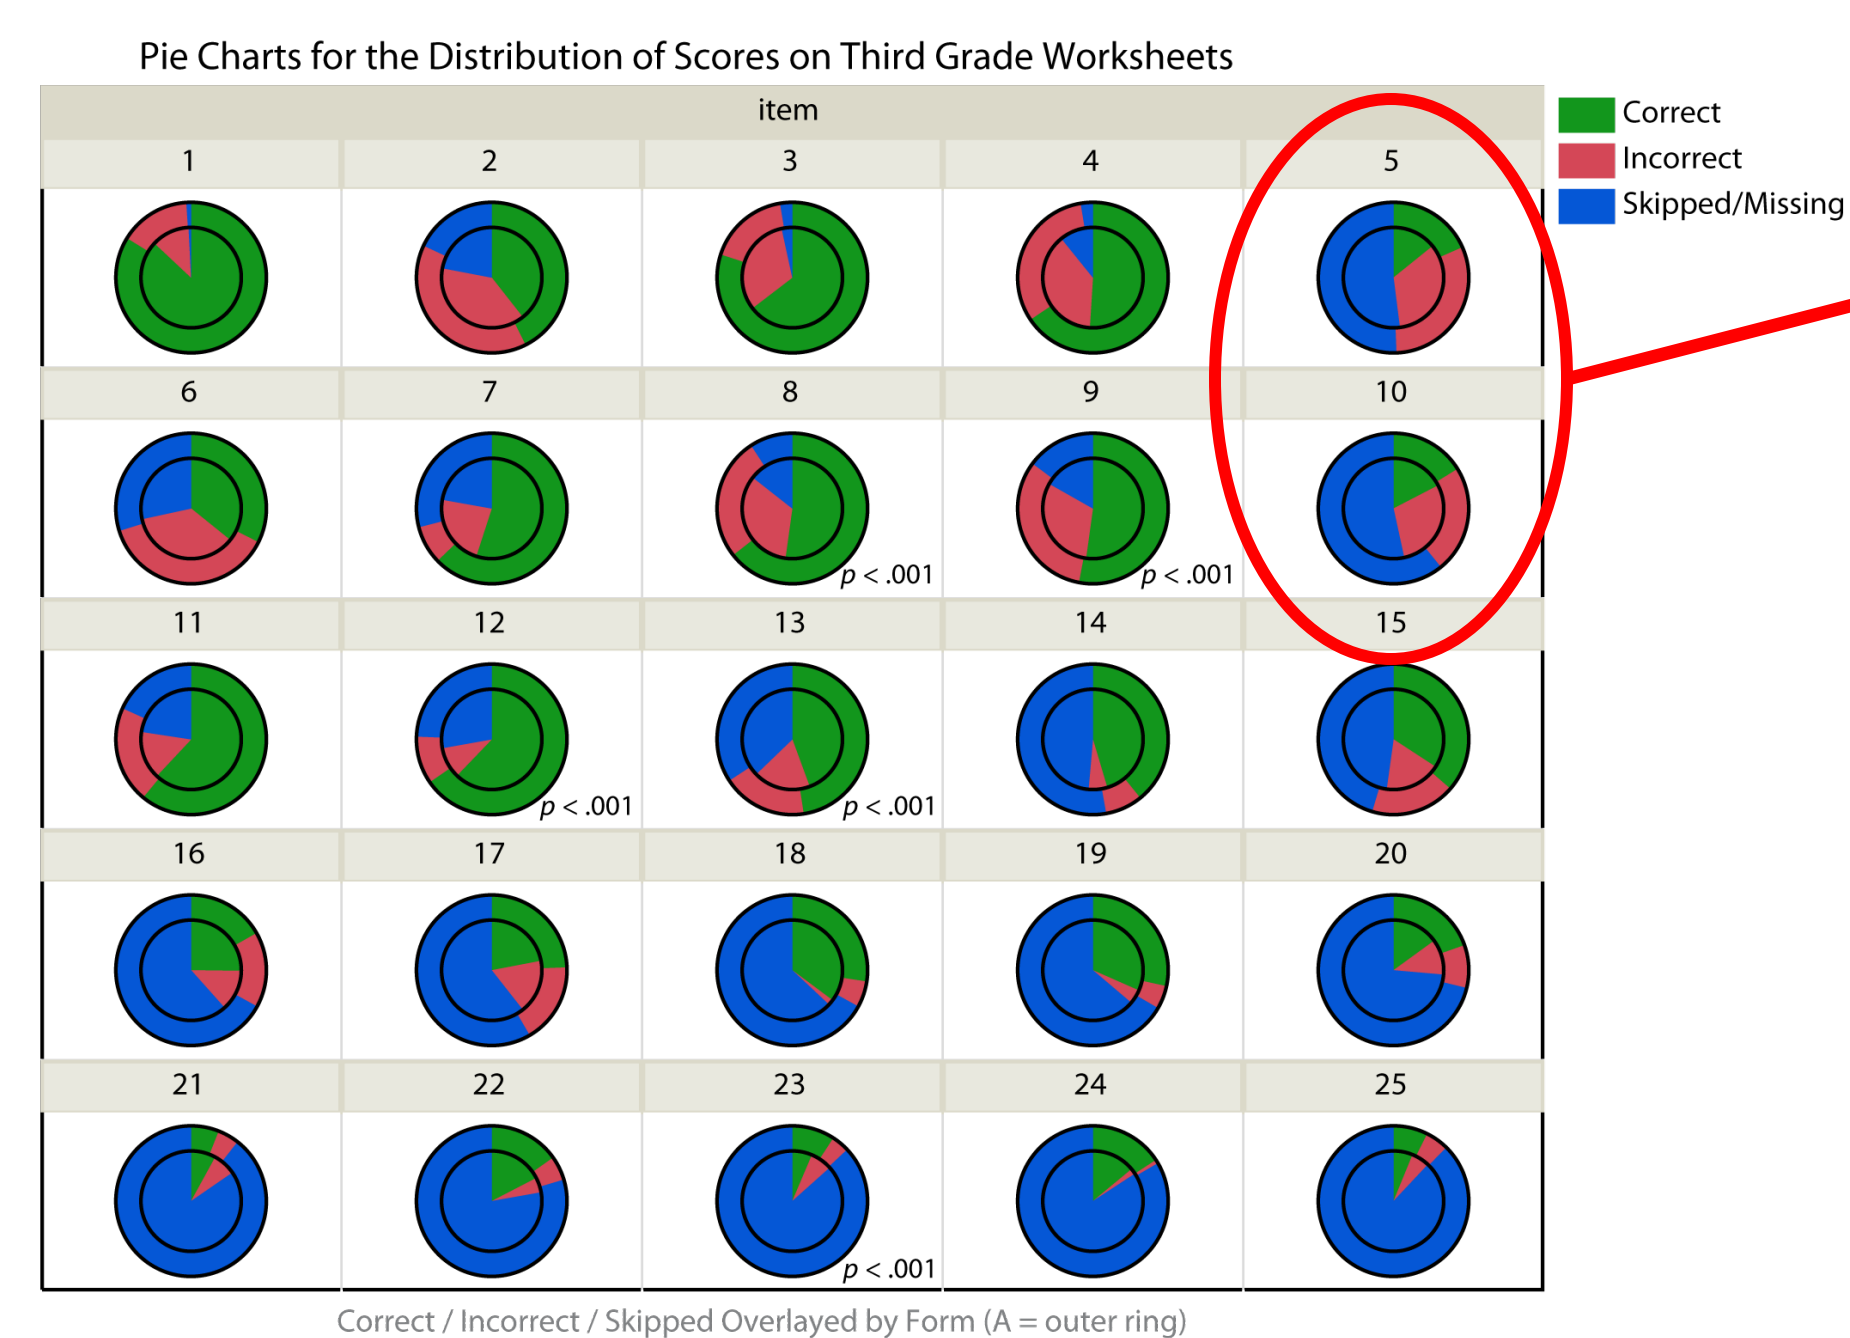 Pie Charts for the Distribution of Scores on Third Grade Worksheets
item
Correct
Incorrect
Skipped/Missing
1 2 3 4 5
6 7 8 9 10
p < .001 p < .001
11 12 13 14 15
p < .001 p < .001
16 17 18 19 20
21 22 23 24 25
p < .001
Correct / Incorrect / Skipped Overlayed by Form (A = outer ring)